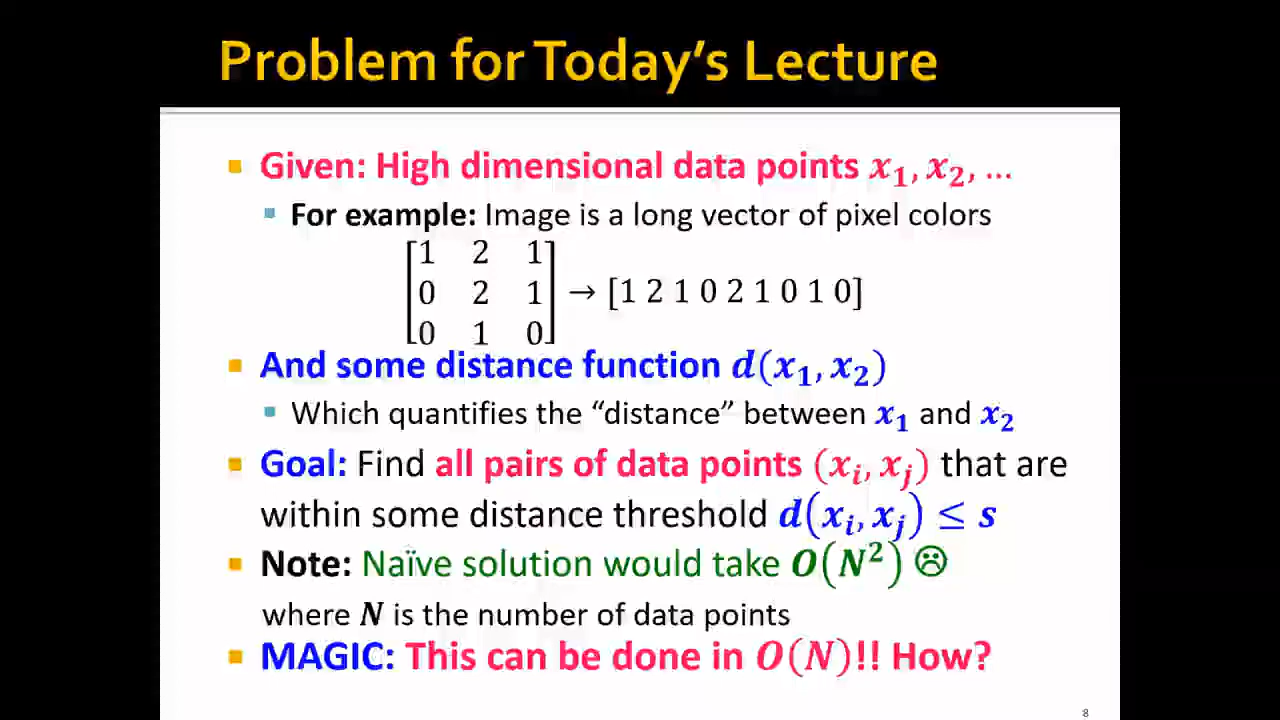 Problem for Today's Lecture
Given: High dimensional data points x₁, x₂, …
For example: Image is a long vector of pixel colors
[1 2 1
0 2 1 → [1 2 1 0 2 1 0 1 0]
0 1 0]
And some distance function d(x₁, x₂)
Which quantifies the “distance” between x₁ and x₂
Goal: Find all pairs of data points (xᵢ, xⱼ) that are
within some distance threshold d(xᵢ, xⱼ) ≤ s
Note: Naïve solution would take O(N²) ☹
where N is the number of data points
MAGIC: This can be done in O(N)!! How?
8